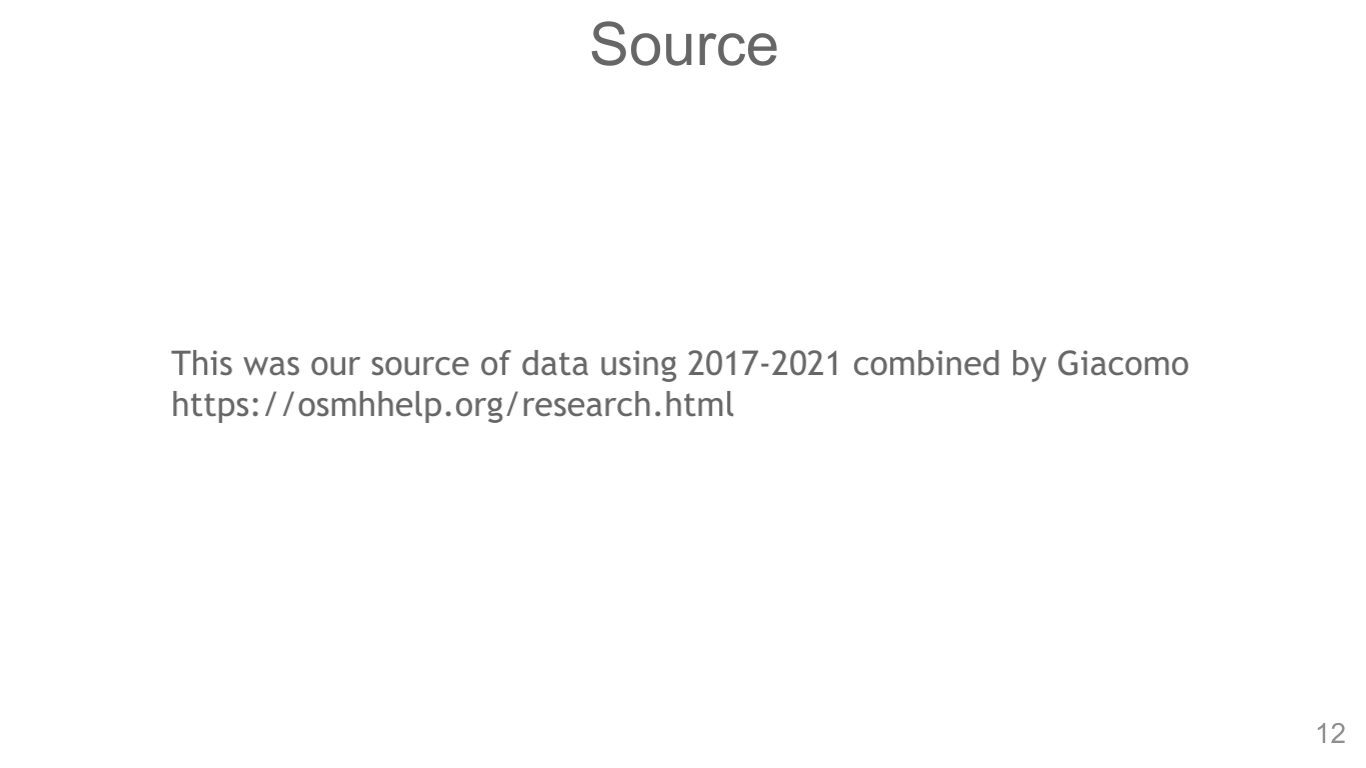 Source
This was our source of data using 2017-2021 combined by Giacomo
https://osmhhelp.org/research.html
12